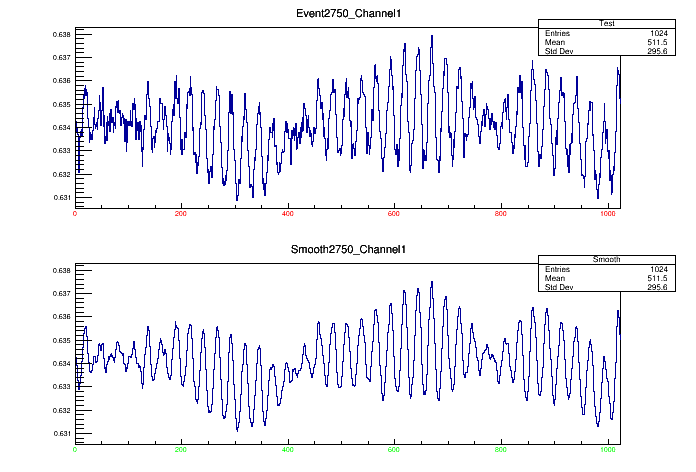 Event2750_Channel1
Test
Entries 1024
Mean 511.5
Std Dev 295.6
0.638
0.637
0.636
0.635
0.634
0.633
0.632
0.631
0 200 400 600 800 1000
Smooth2750_Channel1
Smooth
Entries 1024
Mean 511.5
Std Dev 295.6
0.638
0.637
0.636
0.635
0.634
0.633
0.632
0.631
0 200 400 600 800 1000